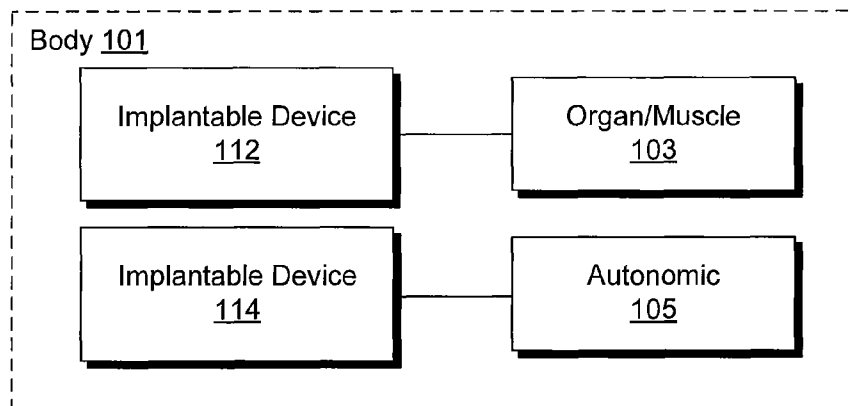 Body 101
Implantable Device
112
Organ/Muscle
103
Implantable Device
114
Autonomic
105